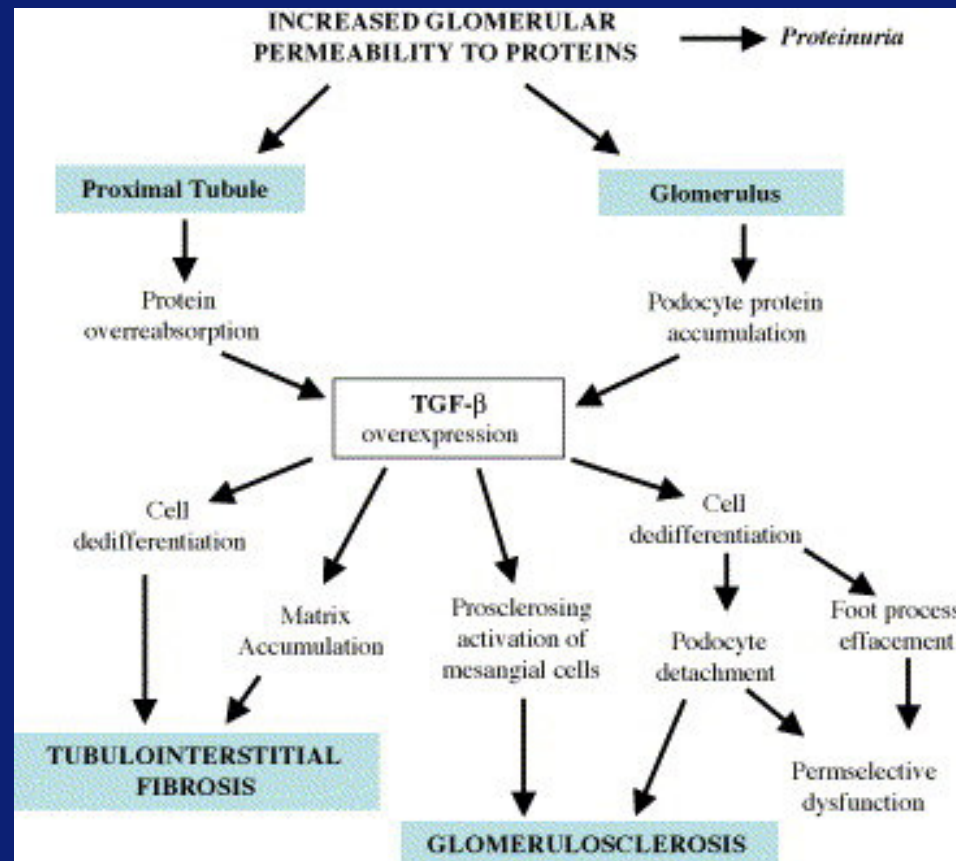 INCREASED GLOMERULAR
PERMEABILITY TO PROTEINS
Proteinuria
Proximal Tubule
Glomerulus
Protein
overreabsorption
Podocyte protein
accumulation
TGF-β
overexpression
Cell
dedifferentiation
Matrix
Accumulation
Prosclerosing
activation of
mesangial cells
Cell
dedifferentiation
Podocyte
detachment
Foot process
effacement
TUBULOINTERSTITIAL
FIBROSIS
Permselective
dysfunction
GLOMERULOSCLEROSIS